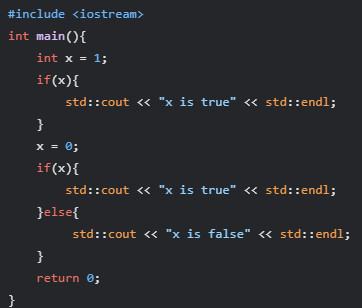 #include <iostream>
int main(){
    int x = 1;
    if(x){
        std::cout << "x is true" << std::endl;
    }
    x = 0;
    if(x){
        std::cout << "x is true" << std::endl;
    }else{
         std::cout << "x is false" << std::endl;
    }
    return 0;
}